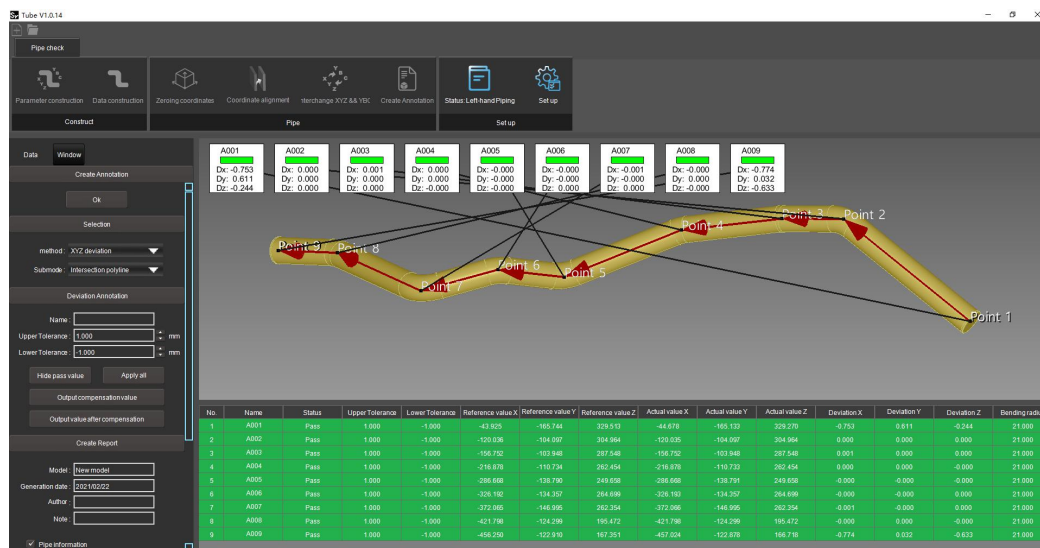 Tube V1.0.14
Pipe check
Parameter construction Data construction Zeroing coordinates Coordinate alignment nterchange XYZ && YBC Create Annotation Status: Left-hand Piping Set up
Construct Pipe Set up
Data Window
Create Annotation
Ok
Selection
method : XYZ deviation
Submode : Intersection polyline
Deviation Annotation
Name :
Upper Tolerance : 1.000 mm
Lower Tolerance : -1.000 mm
Hide pass value Apply all
Output compensation value
Output value after compensation
Create Report
Model : New model
Generation date : 2021/02/22
Author :
Note :
Pipe information
A001 A002 A003 A004 A005 A006 A007 A008 A009
Dx: -0.753 Dx: 0.000 Dx: 0.001 Dx: 0.000 Dx: -0.000 Dx: -0.000 Dx: -0.001 Dx: -0.000 Dx: -0.774
Dy: 0.611 Dy: 0.000 Dy: 0.000 Dy: 0.000 Dy: -0.000 Dy: -0.000 Dy: 0.000 Dy: -0.000 Dy: 0.032
Dz: -0.244 Dz: 0.000 Dz: 0.000 Dz: -0.000 Dz: -0.000 Dz: 0.000 Dz: -0.000 Dz: -0.000 Dz: -0.633
Point 9 Point 8 Point 7 Point 6 Point 5 Point 4 Point 3 Point 2 Point 1
No. Name Status Upper Tolerance Lower Tolerance Reference value X Reference value Y Reference value Z Actual value X Actual value Y Actual value Z Deviation X Deviation Y Deviation Z Bending radiu
1 A001 Pass 1.000 -1.000 -43.925 -165.744 329.513 -44.678 -165.133 329.270 -0.753 0.611 -0.244 21.000
2 A002 Pass 1.000 -1.000 -120.036 -104.097 304.964 -120.035 -104.097 304.964 0.000 0.000 0.000 21.000
3 A003 Pass 1.000 -1.000 -156.752 -103.948 287.548 -156.752 -103.948 287.548 0.001 0.000 0.000 21.000
4 A004 Pass 1.000 -1.000 -216.878 -110.734 262.454 -216.878 -110.733 262.454 0.000 0.000 -0.000 21.000
5 A005 Pass 1.000 -1.000 -286.668 -138.790 249.658 -286.668 -138.791 249.658 -0.000 -0.000 -0.000 21.000
6 A006 Pass 1.000 -1.000 -326.192 -134.357 264.699 -326.193 -134.357 264.699 -0.000 -0.000 0.000 21.000
7 A007 Pass 1.000 -1.000 -372.065 -146.995 262.354 -372.066 -146.995 262.354 -0.001 0.000 -0.000 21.000
8 A008 Pass 1.000 -1.000 -421.798 -124.299 195.472 -421.798 -124.299 195.472 -0.000 -0.000 -0.000 21.000
9 A009 Pass 1.000 -1.000 -456.250 -122.910 167.351 -457.024 -122.878 166.718 -0.774 0.032 -0.633 21.000